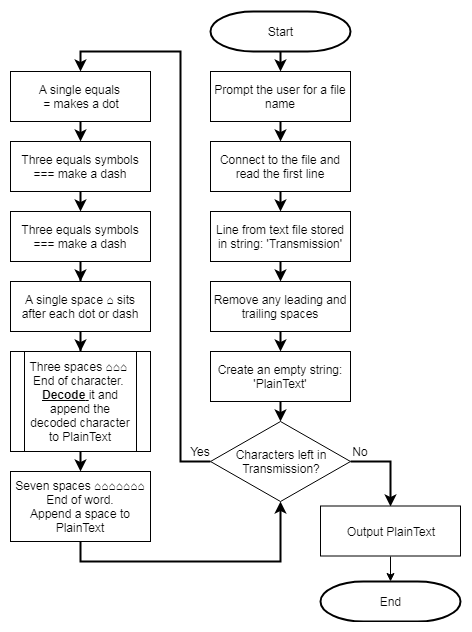 Start
Prompt the user for a file
name
Connect to the file and
read the first line
Line from text file stored
in string: 'Transmission'
Remove any leading and
trailing spaces
Create an empty string:
'PlainText'
Characters left in
Transmission?
Yes
No
A single equals
= makes a dot
Three equals symbols
=== make a dash
Three equals symbols
=== make a dash
A single space ⌂ sits
after each dot or dash
Three spaces ⌂⌂⌂
End of character.
Decode it and
append the
decoded character
to PlainText
Seven spaces ⌂⌂⌂⌂⌂⌂⌂
End of word.
Append a space to
PlainText
Output PlainText
End